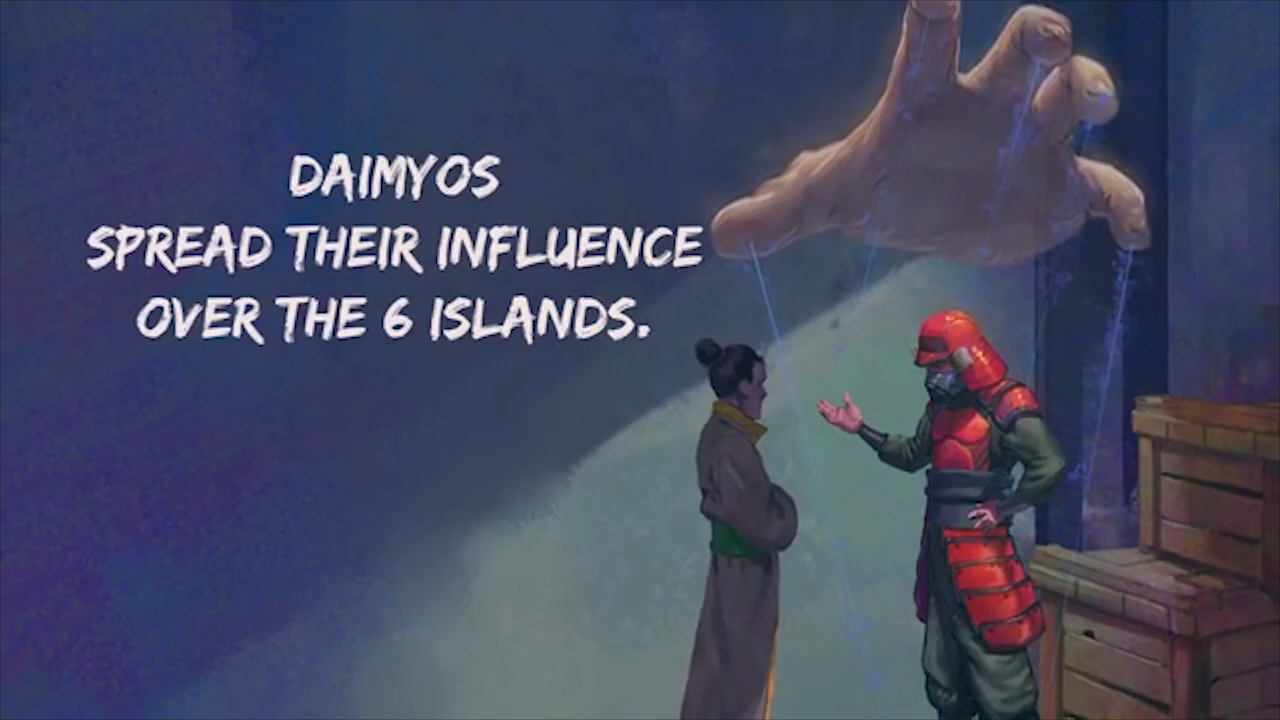 DAIMYOS
SPREAD THEIR INFLUENCE
OVER THE 6 ISLANDS.